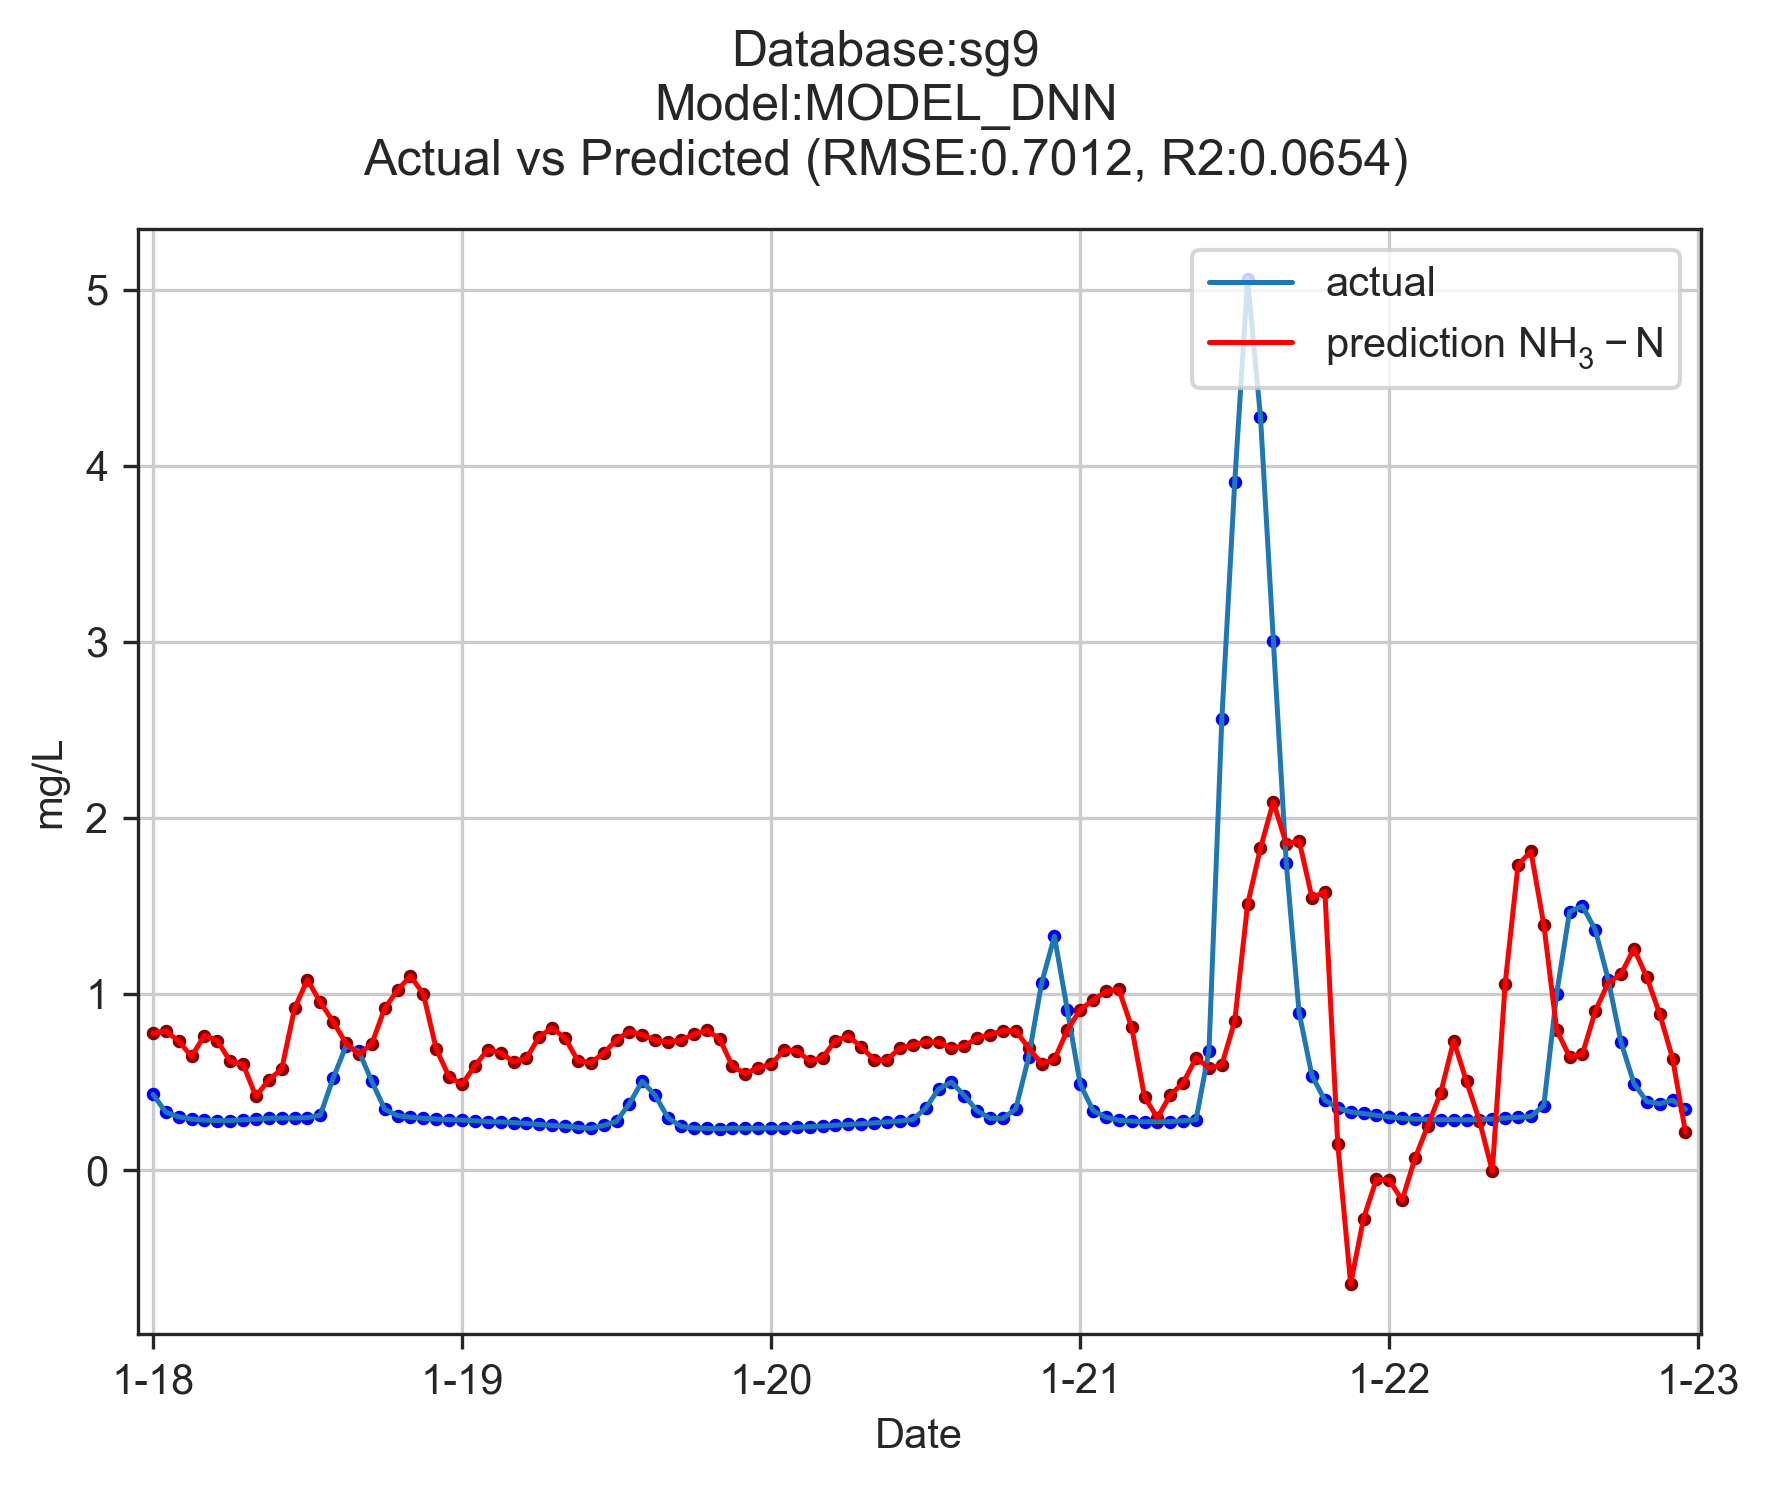 Database:sg9
Model:MODEL_DNN
Actual vs Predicted (RMSE:0.7012, R2:0.0654)
actual
prediction NH₃ − N
5
4
3
2
1
0
mg/L
1-18 1-19 1-20 1-21 1-22 1-23
Date